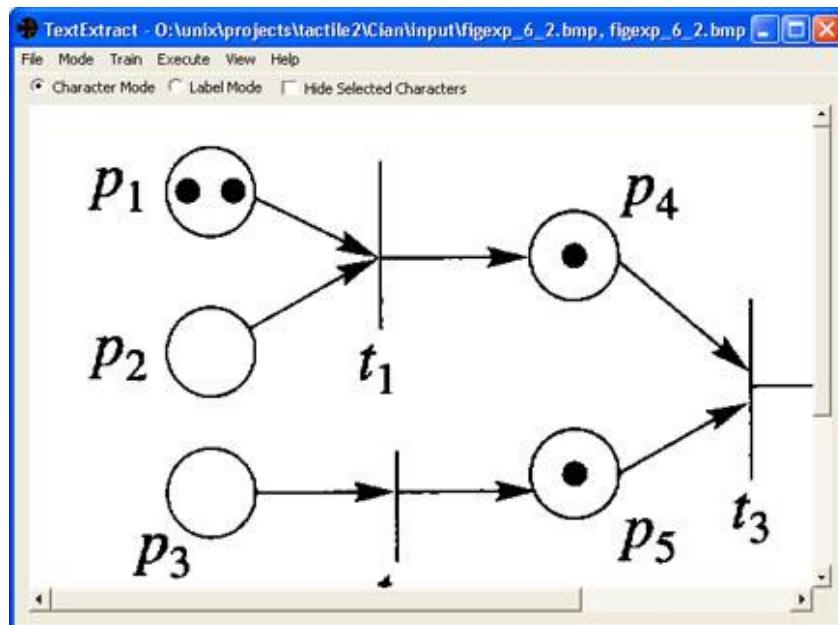 TextExtract - O:\unix\projects\tactile2\Cian\input\figexp_6_2.bmp, figexp_6_2.bmp
File Mode Train Execute View Help
Character Mode Label Mode Hide Selected Characters
p1
p4
p2
t1
p3
p5
t3